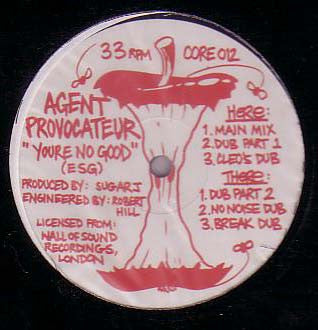 33 RPM CORE 012
AGENT
PROVOCATEUR
"YOURE NO GOOD"
(ESG)
PRODUCED BY: SUGARJ
ENGINEERED BY: ROBERT
HILL
LICENSED FROM:
WALL OF SOUND
RECORDINGS,
LONDON
HERE:
1. MAIN MIX
2. DUB PART 1
3. CLEO'S DUB
THERE:
1. DUB PART 2
2. NO NOISE DUB
3. BREAK DUB